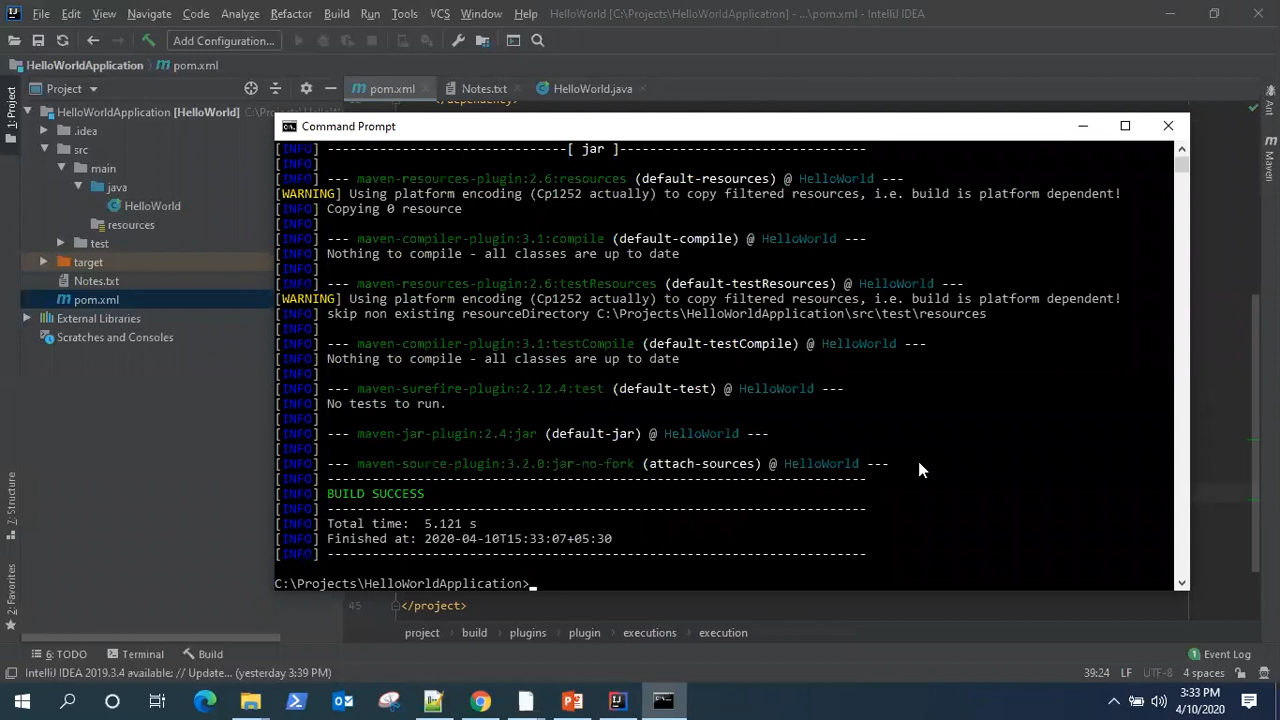 File Edit View Navigate Code Analyze Refactor Build Run Tools VCS Window Help HelloWorld [C:\Projects\HelloWorldApplication] - ...\pom.xml - IntelliJ IDEA
Add Configuration...
HelloWorldApplication pom.xml
1: Project
Project
pom.xml Notes.txt HelloWorld.java
Ant
Maven
HelloWorldApplication [HelloWorld] C:\Pro
.idea
src
main
java
HelloWorld
resources
test
target
Notes.txt
pom.xml
External Libraries
Scratches and Consoles
</dependency>
Command Prompt
[INFO] ------------------------------[ jar ]---------------------------------
[INFO]
[INFO] --- maven-resources-plugin:2.6:resources (default-resources) @ HelloWorld ---
[WARNING] Using platform encoding (Cp1252 actually) to copy filtered resources, i.e. build is platform dependent!
[INFO] Copying 0 resource
[INFO]
[INFO] --- maven-compiler-plugin:3.1:compile (default-compile) @ HelloWorld ---
[INFO] Nothing to compile - all classes are up to date
[INFO]
[INFO] --- maven-resources-plugin:2.6:testResources (default-testResources) @ HelloWorld ---
[WARNING] Using platform encoding (Cp1252 actually) to copy filtered resources, i.e. build is platform dependent!
[INFO] skip non existing resourceDirectory C:\Projects\HelloWorldApplication\src\test\resources
[INFO]
[INFO] --- maven-compiler-plugin:3.1:testCompile (default-testCompile) @ HelloWorld ---
[INFO] Nothing to compile - all classes are up to date
[INFO]
[INFO] --- maven-surefire-plugin:2.12.4:test (default-test) @ HelloWorld ---
[INFO] No tests to run.
[INFO]
[INFO] --- maven-jar-plugin:2.4:jar (default-jar) @ HelloWorld ---
[INFO]
[INFO] --- maven-source-plugin:3.2.0:jar-no-fork (attach-sources) @ HelloWorld ---
[INFO] ------------------------------------------------------------------------
[INFO] BUILD SUCCESS
[INFO] ------------------------------------------------------------------------
[INFO] Total time:  5.121 s
[INFO] Finished at: 2020-04-10T15:33:07+05:30
[INFO] ------------------------------------------------------------------------
C:\Projects\HelloWorldApplication>_
45 </project>
project build plugins plugin executions execution
7: Structure
2: Favorites
6: TODO Terminal Build 1 Event Log
IntelliJ IDEA 2019.3.4 available: // Update... (yesterday 3:39 PM) 39:24 LF UTF-8 4 spaces
3:33 PM
4/10/2020